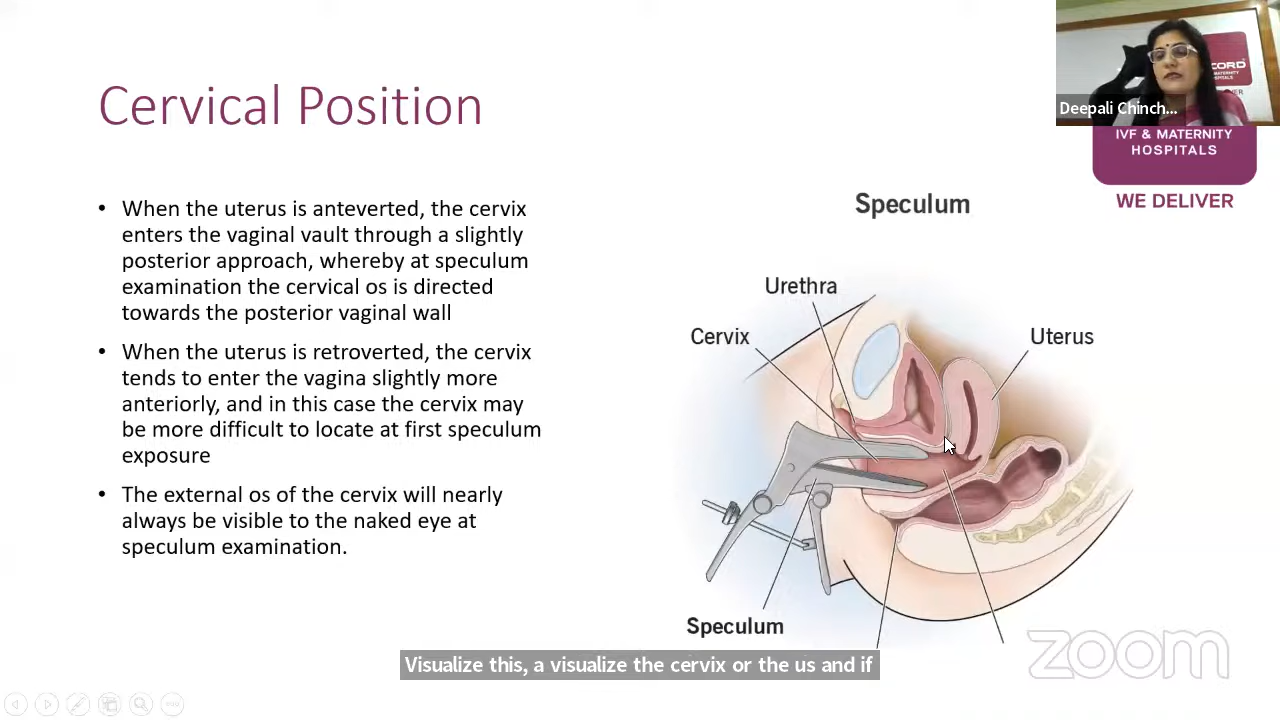 Cervical Position
• When the uterus is anteverted, the cervix
enters the vaginal vault through a slightly
posterior approach, whereby at speculum
examination the cervical os is directed
towards the posterior vaginal wall
• When the uterus is retroverted, the cervix
tends to enter the vagina slightly more
anteriorly, and in this case the cervix may
be more difficult to locate at first speculum
exposure
• The external os of the cervix will nearly
always be visible to the naked eye at
speculum examination.
Speculum
Urethra
Cervix
Uterus
Speculum
CORD
Deepali Chinch...
IVF & MATERNITY
HOSPITALS
WE DELIVER
Visualize this, a visualize the cervix or the us and if
zoom